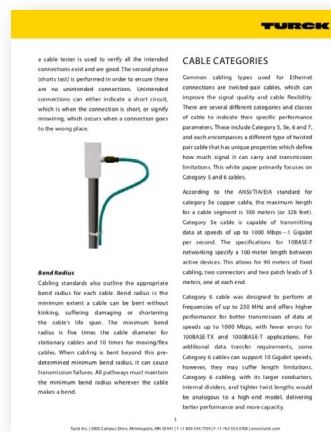 TURCK
a cable tester is used to verify all the intended
connections exist and are good. The second phase
(shorts test) is performed in order to ensure there
are no unintended connections. Unintended
connections can either indicate a short circuit,
which is when the connection is short, or signify
miswiring, which occurs when a connection goes
to the wrong place.
Bend Radius
Cabling standards also outline the appropriate
bend radius for each cable. Bend radius is the
minimum extent a cable can be bent without
kinking, suffering damaging or shortening
the cable's life span. The minimum bend
radius is five times the cable diameter for
stationary cables and 10 times for moving/flex
cables. When cabling is bent beyond this pre-
determined minimum bend radius, it can cause
transmission failures. All pathways must maintain
the minimum bend radius wherever the cable
makes a bend.
CABLE CATEGORIES
Common cabling types used for Ethernet
connections are twisted-pair cables, which can
improve the signal quality and cable flexibility.
There are several different categories and classes
of cable to indicate their specific performance
parameters. These include Category 5, 5e, 6 and 7,
and each encompasses a different type of twisted
pair cable that has unique properties which define
how much signal it can carry and transmission
limitations. This white paper primarily focuses on
Category 5 and 6 cables.
According to the ANSI/TIA/EIA standard for
category 5e copper cable, the maximum length
for a cable segment is 100 meters (or 328 feet).
Category 5e cable is capable of transmitting
data at speeds of up to 1000 Mbps—1 Gigabit
per second. The specifications for 10BASE-T
networking specify a 100-meter length between
active devices. This allows for 90 meters of fixed
cabling, two connectors and two patch leads of 5
meters, one at each end.
Category 6 cable was designed to perform at
frequencies of up to 250 MHz and offers higher
performance for better transmission of data at
speeds up to 1000 Mbps, with fewer errors for
100BASE-TX and 1000BASE-T applications. For
additional data transfer requirements, some
Category 6 cables can support 10 Gigabit speeds,
however, they may suffer length limitations.
Category 6 cabling, with its larger conductors,
internal dividers, and tighter twist lengths would
be analogous to a high-end model, delivering
better performance and more capacity.
3
Turck Inc. | 3000 Campus Drive, Minneapolis, MN 55441 | T +1 800 544 7769 | F +1 763 553 0708 | www.turck.com